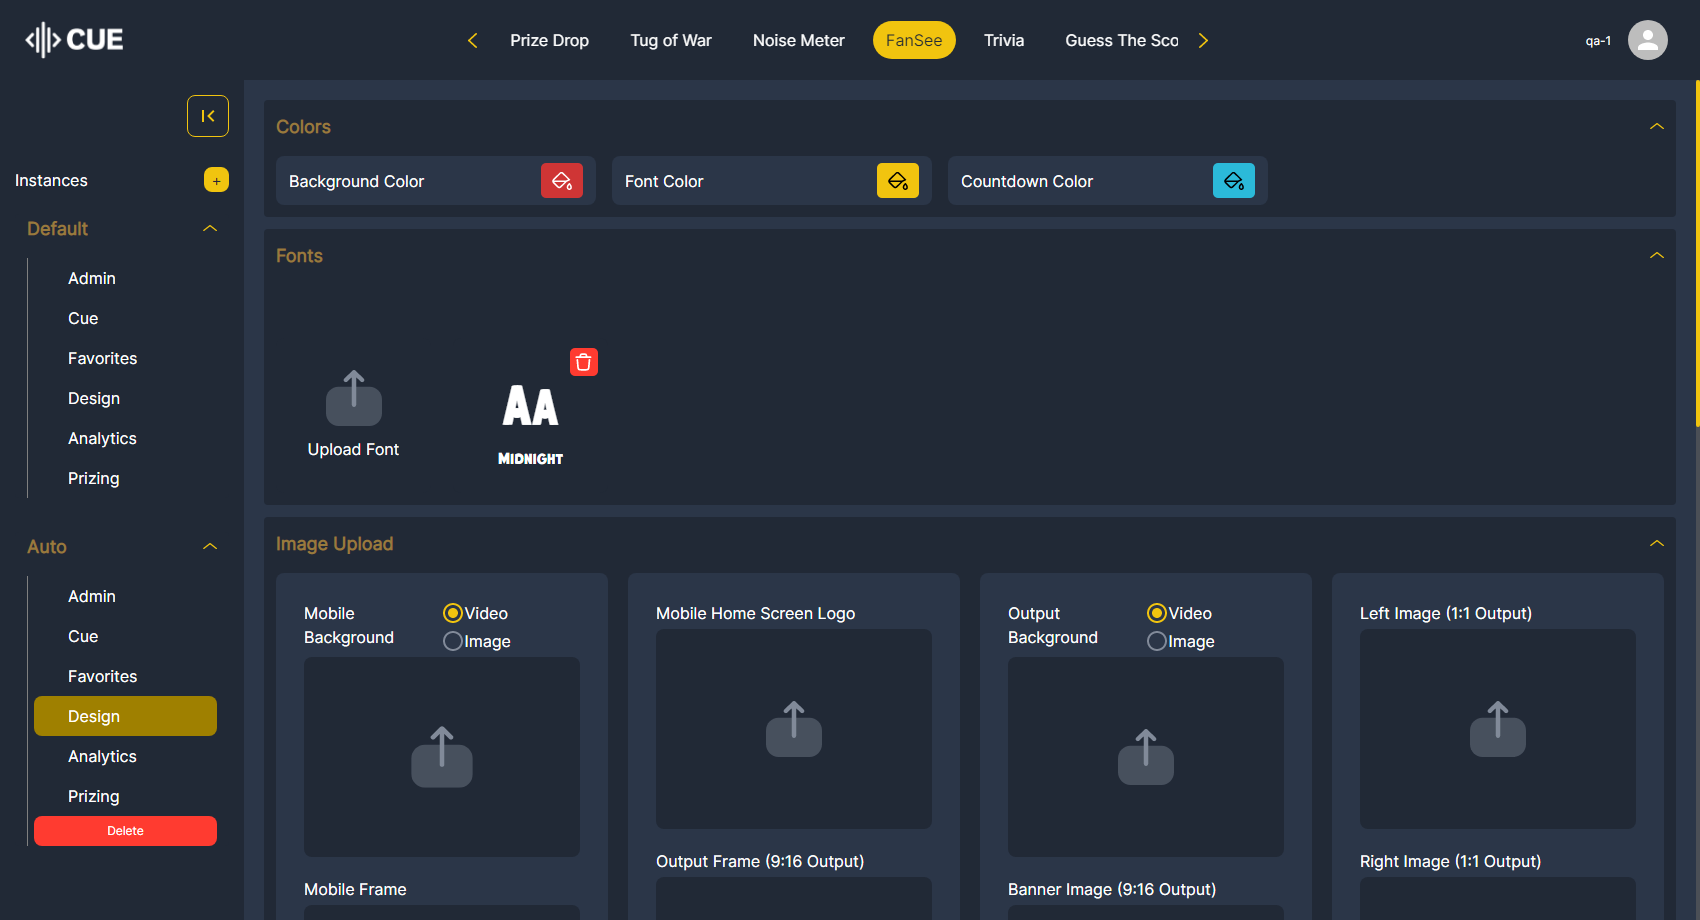 CUE
Prize Drop
Tug of War
Noise Meter
FanSee
Trivia
Guess The Sco
qa-1
Instances
+
Default
Admin
Cue
Favorites
Design
Analytics
Prizing
Auto
Admin
Cue
Favorites
Design
Analytics
Prizing
Delete
Colors
Background Color
Font Color
Countdown Color
Fonts
Upload Font
AA
MIDNIGHT
Image Upload
Mobile
Background
Video
Image
Mobile Home Screen Logo
Output
Background
Video
Image
Left Image (1:1 Output)
Mobile Frame
Output Frame (9:16 Output)
Banner Image (9:16 Output)
Right Image (1:1 Output)